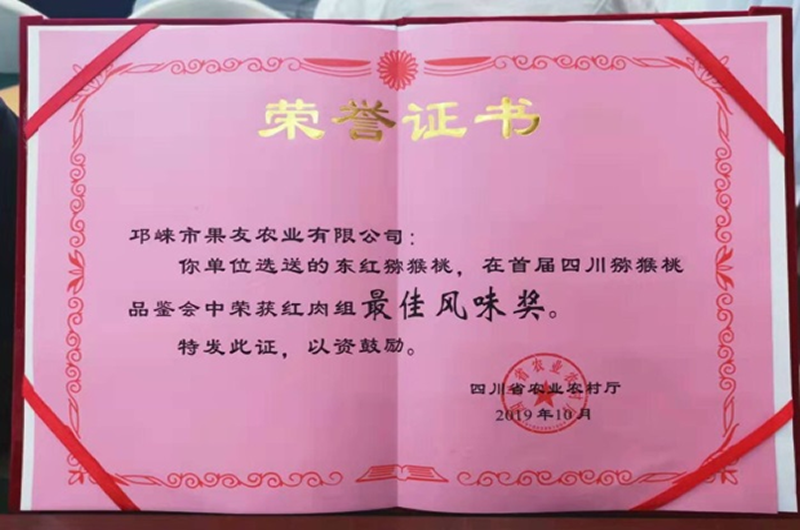 荣誉证书
邛崃市果友农业有限公司：
你单位选送的东红猕猴桃，在首届四川猕猴桃
品鉴会中荣获红肉组最佳风味奖。
特发此证，以资鼓励。
四川省农业农村厅
2019年10月